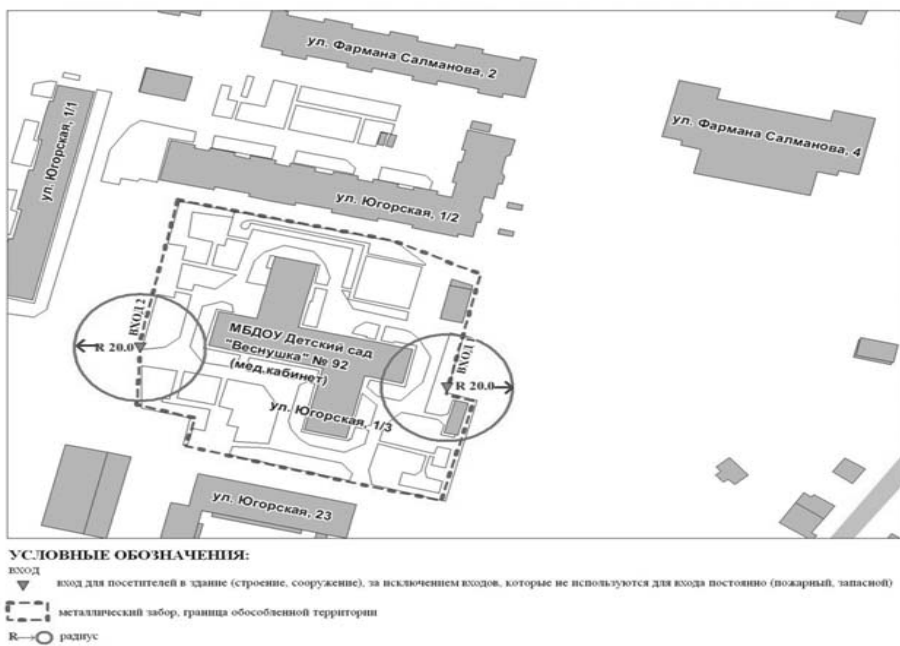 ул. Фармана Салманова, 2
ул. Фармана Салманова, 4
ул. Югорская, 1/1
ул. Югорская, 1/2
ВХОД 2
R 20.0
МБДОУ Детский сад
"Веснушка" № 92
(мед.кабинет)
ВХОД 1
R 20.0
ул. Югорская, 1/3
ул. Югорская, 23
УСЛОВНЫЕ ОБОЗНАЧЕНИЯ:
ВХОД
вход для посетителей в здание (строение, сооружение), за исключением входов, которые не используются для входа постоянно (пожарный, запасной)
металлический забор, граница обособленной территории
R радиус